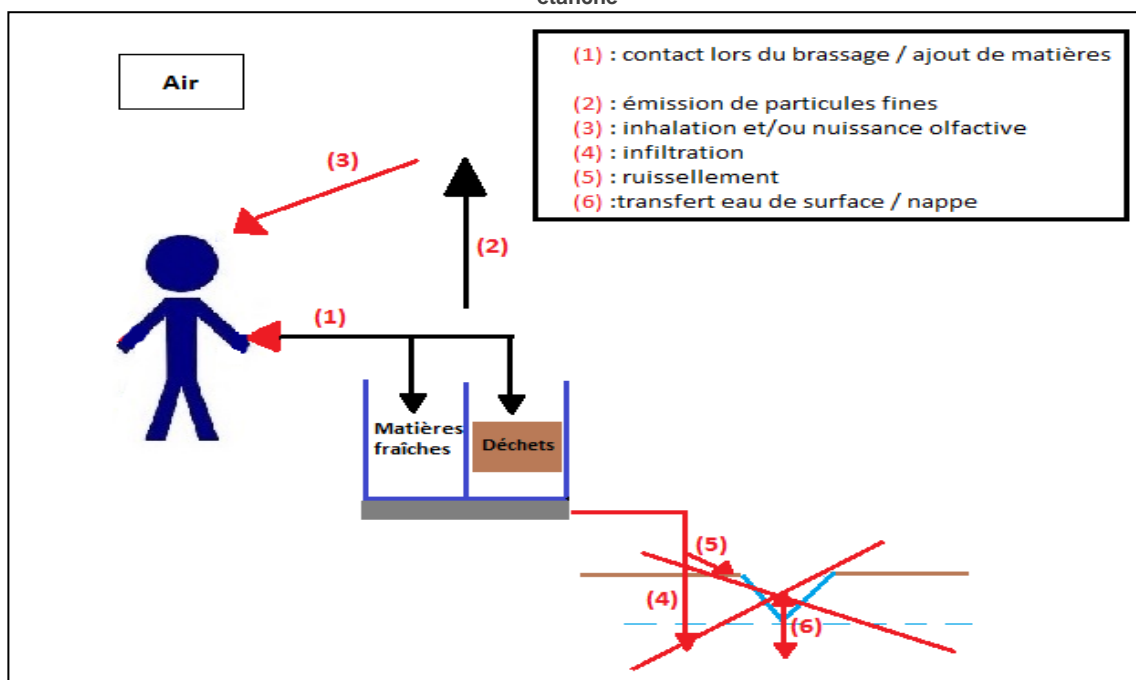 étanche
Air
(1) : contact lors du brassage / ajout de matières
(2) : émission de particules fines
(3) : inhalation et/ou nuissance olfactive
(4) : infiltration
(5) : ruissellement
(6) :transfert eau de surface / nappe
(3)
(2)
(1)
Matières
fraîches
Déchets
(5)
(4)
(6)